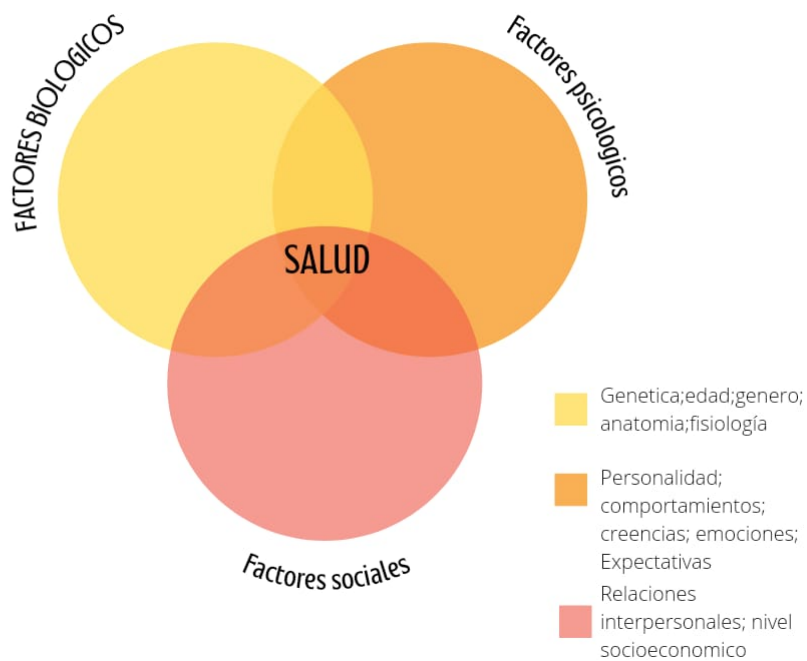 FACTORES BIOLOGICOS
Factores psicologicos
SALUD
Factores sociales
Genetica;edad;genero;
anatomia;fisiología
Personalidad;
comportamientos;
creencias; emociones;
Expectativas
Relaciones
interpersonales; nivel
socioeconomico